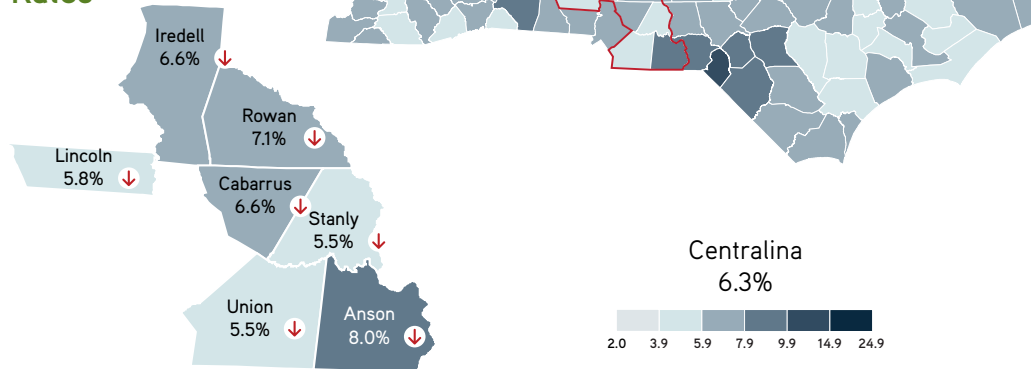 Rates
Iredell
6.6%
Rowan
7.1%
Lincoln
5.8%
Cabarrus
6.6%
Stanly
5.5%
Union
5.5%
Anson
8.0%
Centralina
6.3%
2.0 3.9 5.9 7.9 9.9 14.9 24.9